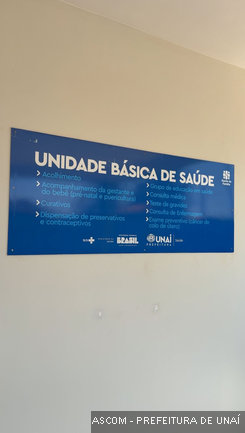 UNIDADE BÁSICA DE SAÚDE
Acolhimento
Acompanhamento da gestante e
do bebê (pré natal e puericultura)
Curativos
Dispensação de preservativos
e contraceptivos
Grupo de educação em saúde
Consulta médica
Teste de gravidez
Consulta de Enfermagem
Exame preventivo (câncer de
colo de útero)
BRASIL
UNAÍ
PREFEITURA
ASCOM - PREFEITURA DE UNAÍ